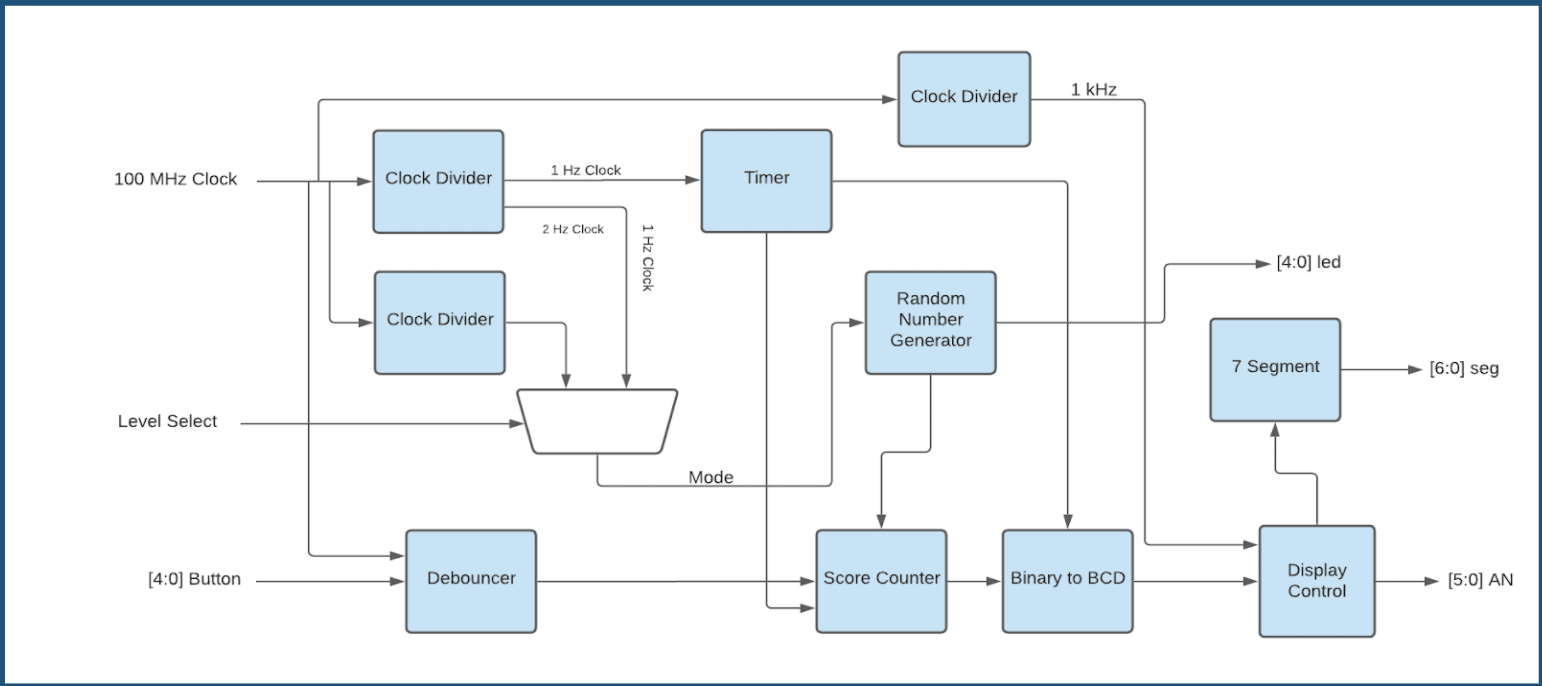 Clock Divider
1 kHz
100 MHz Clock
Clock Divider
1 Hz Clock
Timer
2 Hz Clock
1 Hz Clock
[4:0] led
Random
Number
Generator
Clock Divider
7 Segment
[6:0] seg
Level Select
Mode
[4:0] Button
Debouncer
Score Counter
Binary to BCD
Display
Control
[5:0] AN